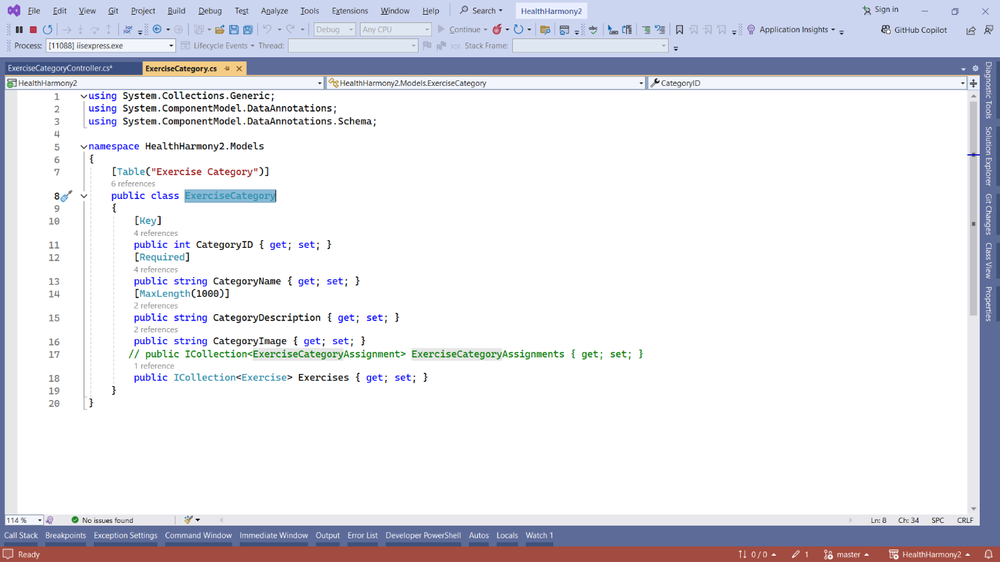 File Edit View Git Project Build Debug Test Analyze Tools Extensions Window Help Search HealthHarmony2 Sign in
Debug Any CPU Continue abc Application Insights GitHub Copilot
Process: [11088] iisexpress.exe Lifecycle Events Thread: Stack Frame:
ExerciseCategoryController.cs* ExerciseCategory.cs
HealthHarmony2 HealthHarmony2.Models.ExerciseCategory CategoryID
1 using System.Collections.Generic;
2 using System.ComponentModel.DataAnnotations;
3 using System.ComponentModel.DataAnnotations.Schema;
4
5 namespace HealthHarmony2.Models
6 {
7 [Table("Exercise Category")]
6 references
8 public class ExerciseCategory
9 {
10 [Key]
4 references
11 public int CategoryID { get; set; }
12 [Required]
4 references
13 public string CategoryName { get; set; }
14 [MaxLength(1000)]
2 references
15 public string CategoryDescription { get; set; }
2 references
16 public string CategoryImage { get; set; }
17 // public ICollection<ExerciseCategoryAssignment> ExerciseCategoryAssignments { get; set; }
1 reference
18 public ICollection<Exercise> Exercises { get; set; }
19 }
20 }
Diagnostic Tools
Solution Explorer
Git Changes
Class View
Properties
114 % No issues found Ln: 8 Ch: 34 SPC CRLF
Call Stack Breakpoints Exception Settings Command Window Immediate Window Output Error List Developer PowerShell Autos Locals Watch 1
Ready 0 / 0 1 master HealthHarmony2